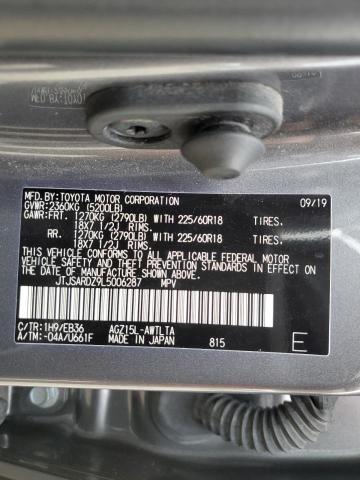 MFD.BY:TOYOTA MOTOR CORPORATION 09/19
GVWR:2360KG (5200LB)
GAWR:FRT. 1270KG (2790LB) WITH 225/60R18 TIRES.
18X7 1/2J RIMS.
RR. 1270KG (2790LB) WITH 225/60R18 TIRES.
18X7 1/2J RIMS.
THIS VEHICLE CONFORMS TO ALL APPLICABLE FEDERAL MOTOR
VEHICLE SAFETY AND THEFT PREVENTION STANDARDS IN EFFECT
ON THE DATE OF MANUFACTURE SHOWN ABOVE.
JTJSARDZ9L5006287 MPV
C/TR:1H9/EB36 AGZ15L-AWTLTA
A/TM:-04A/U661F MADE IN JAPAN 815 E